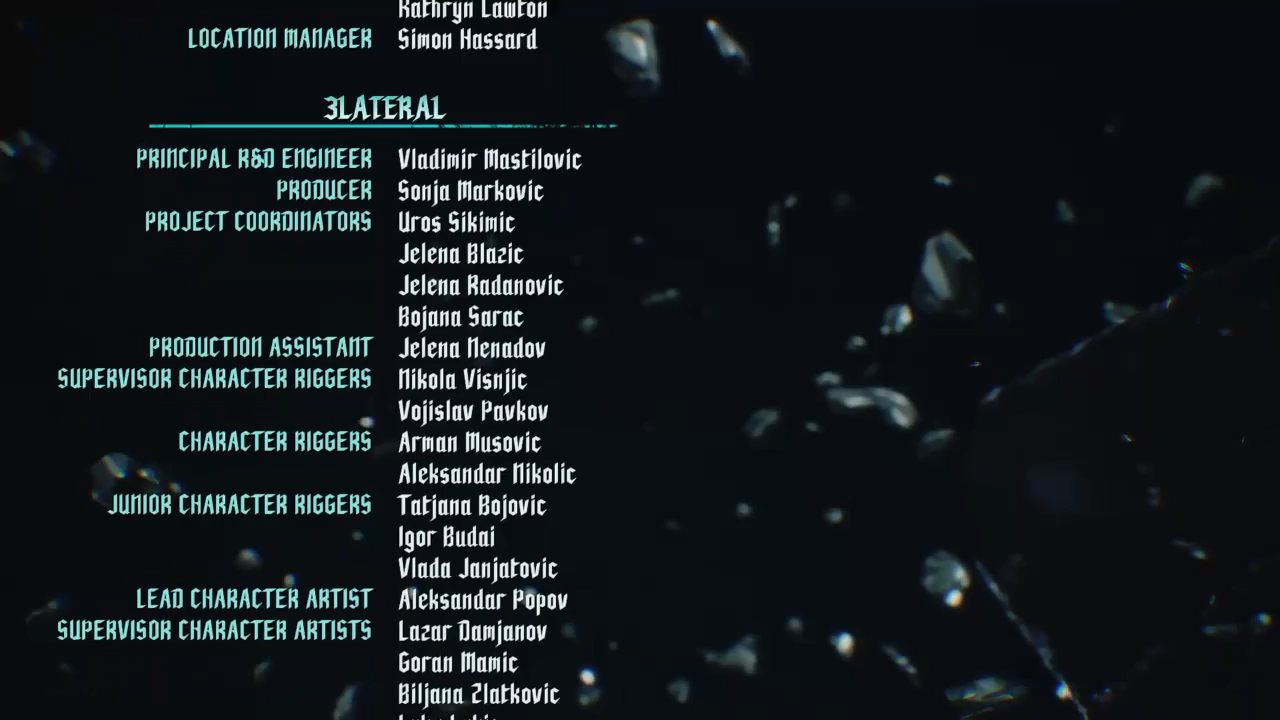 Kathryn Lawton
LOCATION MANAGER Simon Hassard
3LATERAL
PRINCIPAL R&D ENGINEER Vladimir Mastilovic
PRODUCER Sonja Markovic
PROJECT COORDINATORS Uros Sikimic
Jelena Blazic
Jelena Radanovic
Bojana Sarac
PRODUCTION ASSISTANT Jelena Nenadov
SUPERVISOR CHARACTER RIGGERS Nikola Visnjic
Vojislav Pavkov
CHARACTER RIGGERS Arman Musovic
Aleksandar Nikolic
JUNIOR CHARACTER RIGGERS Tatjana Bojovic
Igor Budai
Vlada Janjatovic
LEAD CHARACTER ARTIST Aleksandar Popov
SUPERVISOR CHARACTER ARTISTS Lazar Damjanov
Goran Mamic
Biljana Zlatkovic